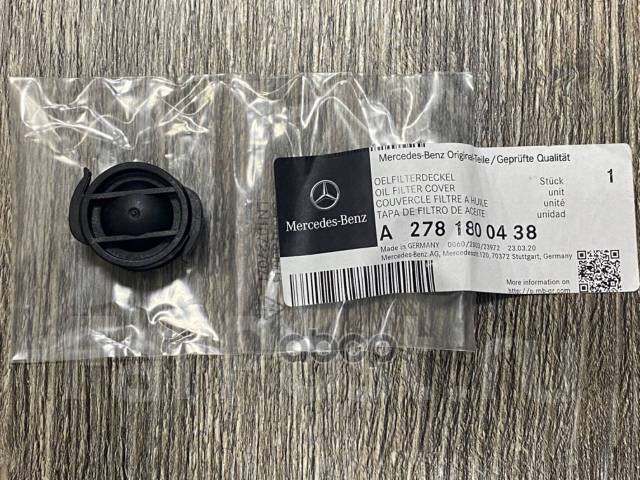 Mercedes-Benz Original-Teile/Geprüfte Qualität
OELFILTERDECKEL
OIL FILTER COVER
COUVERCLE FILTRE A HUILE
TAPA DE FILTRO DE ACEITE
Stück
unit
unité
unidad
1
Mercedes-Benz
A 278 180 04 38
Made in GERMANY 23.03.20
Mercedes-Benz AG, Mercedesstr.120, 70372 Stuttgart, Germany
More information on